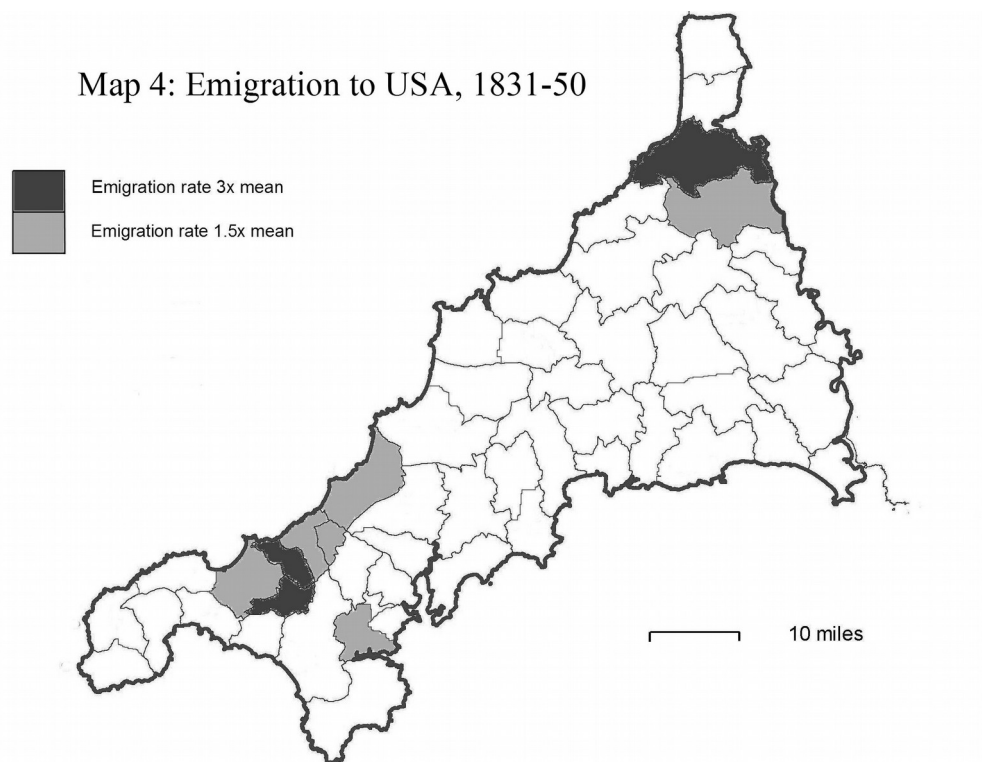 Map 4: Emigration to USA, 1831-50
Emigration rate 3x mean
Emigration rate 1.5x mean
10 miles